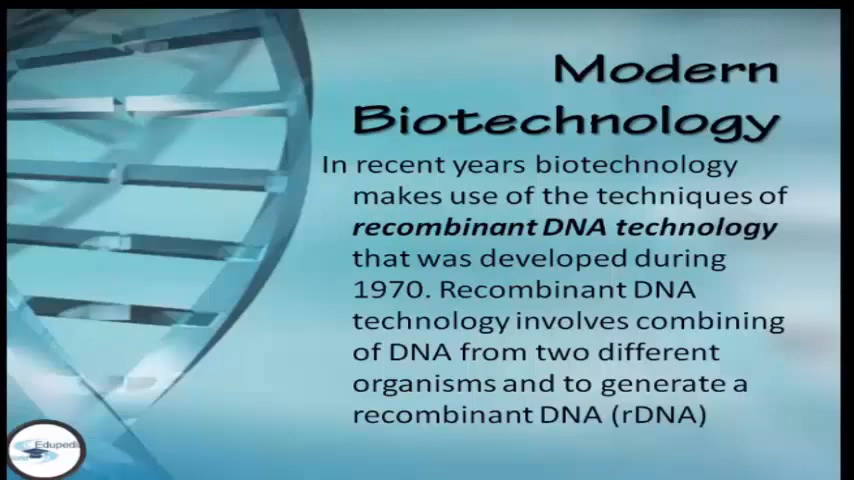 Modern
Biotechnology
In recent years biotechnology
makes use of the techniques of
recombinant DNA technology
that was developed during
1970. Recombinant DNA
technology involves combining
of DNA from two different
organisms and to generate a
recombinant DNA (rDNA)